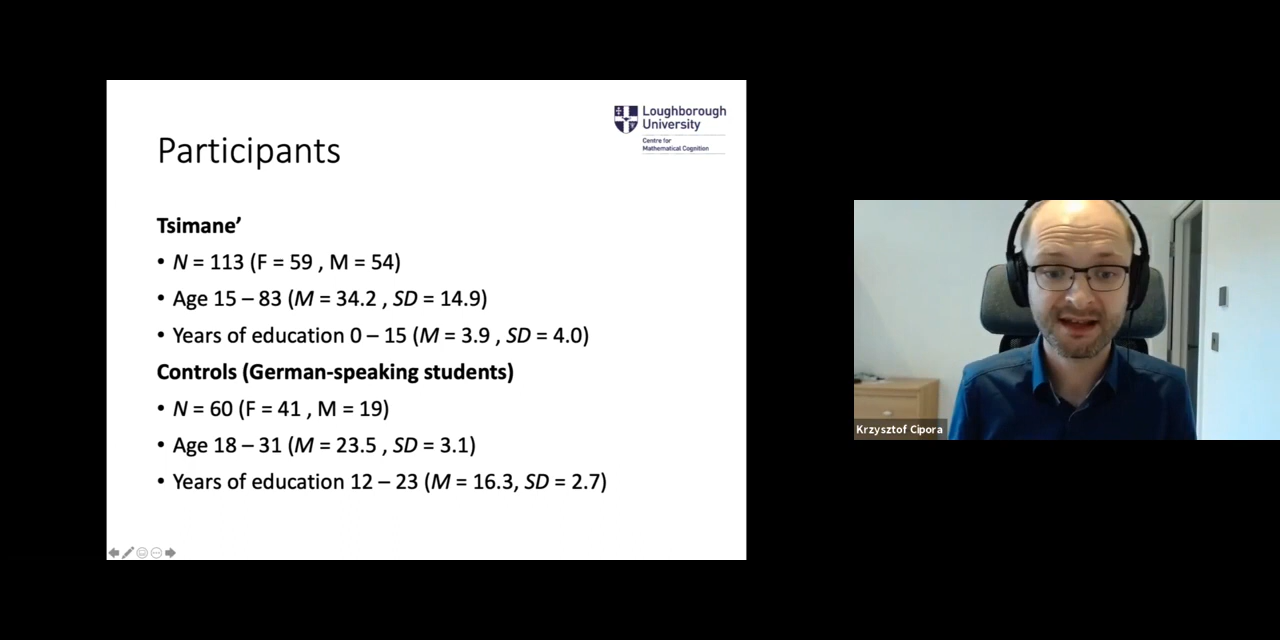 Loughborough
University
Centre for
Mathematical Cognition
Participants
Tsimane’
• N = 113 (F = 59 , M = 54)
• Age 15 – 83 (M = 34.2 , SD = 14.9)
• Years of education 0 – 15 (M = 3.9 , SD = 4.0)
Controls (German-speaking students)
• N = 60 (F = 41 , M = 19)
• Age 18 – 31 (M = 23.5 , SD = 3.1)
• Years of education 12 – 23 (M = 16.3, SD = 2.7)
Krzysztof Cipora